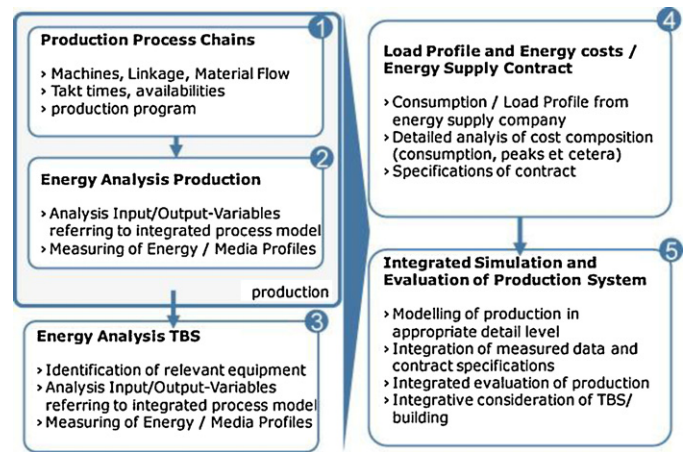 1
Production Process Chains
› Machines, Linkage, Material Flow
› Takt times, availabilities
› production program
2
Energy Analysis Production
› Analysis Input/Output-Variables
referring to integrated process model
› Measuring of Energy / Media Profiles
production
3
Energy Analysis TBS
› Identification of relevant equipment
› Analysis Input/Output-Variables
referring to integrated process model
› Measuring of Energy / Media Profiles
4
Load Profile and Energy costs /
Energy Supply Contract
› Consumption / Load Profile from
energy supply company
› Detailed analyis of cost composition
(consumption, peaks et cetera)
› Specifications of contract
5
Integrated Simulation and
Evaluation of Production System
› Modelling of production in
appropriate detail level
› Integration of measured data and
contract specifications
› Integrated evaluation of production
› Integrative consideration of TBS/
building